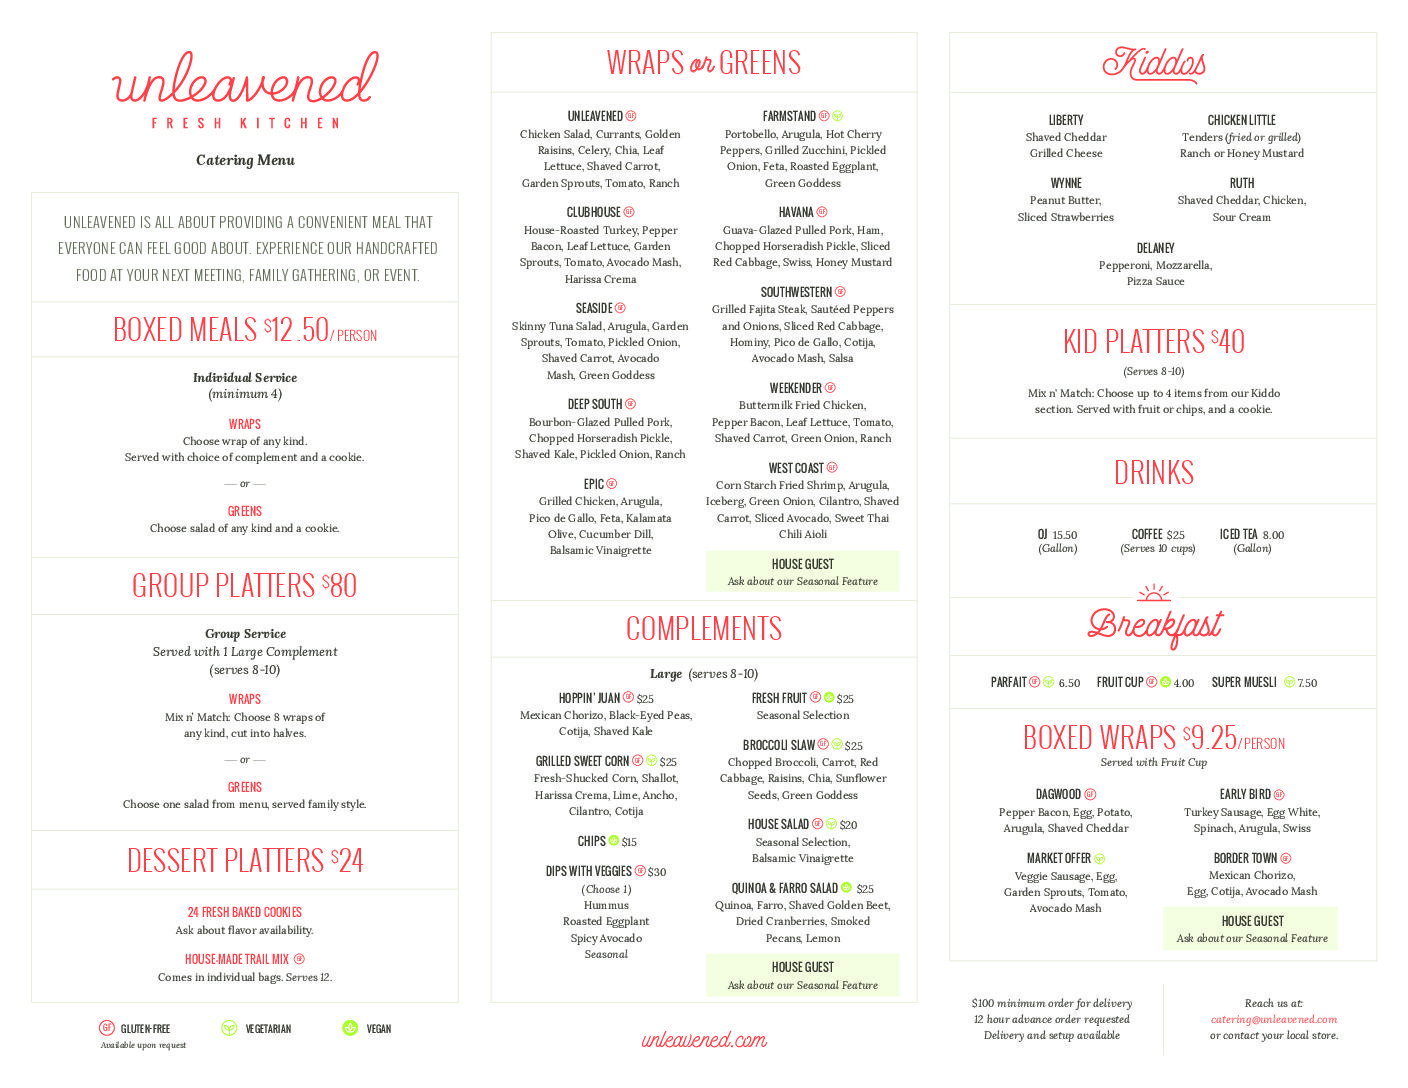 unleavened
FRESH KITCHEN
Catering Menu
UNLEAVENED IS ALL ABOUT PROVIDING A CONVENIENT MEAL THAT
EVERYONE CAN FEEL GOOD ABOUT. EXPERIENCE OUR HANDCRAFTED
FOOD AT YOUR NEXT MEETING, FAMILY GATHERING, OR EVENT.
BOXED MEALS $12.50/PERSON
Individual Service
(minimum 4)
WRAPS
Choose wrap of any kind.
Served with choice of complement and a cookie.
— or —
GREENS
Choose salad of any kind and a cookie.
GROUP PLATTERS $80
Group Service
Served with 1 Large Complement
(serves 8-10)
WRAPS
Mix n' Match: Choose 8 wraps of
any kind, cut into halves.
— or —
GREENS
Choose one salad from menu, served family style.
DESSERT PLATTERS $24
24 FRESH BAKED COOKIES
Ask about flavor availability.
HOUSE-MADE TRAIL MIX GF
Comes in individual bags. Serves 12.
GF GLUTEN-FREE
Available upon request
VEGETARIAN
VEGAN
WRAPS or GREENS
UNLEAVENED GF
Chicken Salad, Currants, Golden
Raisins, Celery, Chia, Leaf
Lettuce, Shaved Carrot,
Garden Sprouts, Tomato, Ranch
CLUBHOUSE GF
House-Roasted Turkey, Pepper
Bacon, Leaf Lettuce, Garden
Sprouts, Tomato, Avocado Mash,
Harissa Crema
SEASIDE GF
Skinny Tuna Salad, Arugula, Garden
Sprouts, Tomato, Pickled Onion,
Shaved Carrot, Avocado
Mash, Green Goddess
DEEP SOUTH GF
Bourbon-Glazed Pulled Pork,
Chopped Horseradish Pickle,
Shaved Kale, Pickled Onion, Ranch
EPIC GF
Grilled Chicken, Arugula,
Pico de Gallo, Feta, Kalamata
Olive, Cucumber Dill,
Balsamic Vinaigrette
FARMSTAND GF
Portobello, Arugula, Hot Cherry
Peppers, Grilled Zucchini, Pickled
Onion, Feta, Roasted Eggplant,
Green Goddess
HAVANA GF
Guava-Glazed Pulled Pork, Ham,
Chopped Horseradish Pickle, Sliced
Red Cabbage, Swiss, Honey Mustard
SOUTHWESTERN GF
Grilled Fajita Steak, Sautéed Peppers
and Onions, Sliced Red Cabbage,
Hominy, Pico de Gallo, Cotija,
Avocado Mash, Salsa
WEEKENDER GF
Buttermilk Fried Chicken,
Pepper Bacon, Leaf Lettuce, Tomato,
Shaved Carrot, Green Onion, Ranch
WEST COAST GF
Corn Starch Fried Shrimp, Arugula,
Iceberg, Green Onion, Cilantro, Shaved
Carrot, Sliced Avocado, Sweet Thai
Chili Aioli
HOUSE GUEST
Ask about our Seasonal Feature
COMPLEMENTS
Large (serves 8-10)
HOPPIN' JUAN GF $25
Mexican Chorizo, Black-Eyed Peas,
Cotija, Shaved Kale
GRILLED SWEET CORN GF $25
Fresh-Shucked Corn, Shallot,
Harissa Crema, Lime, Ancho,
Cilantro, Cotija
CHIPS $15
DIPS WITH VEGGIES GF $30
(Choose 1)
Hummus
Roasted Eggplant
Spicy Avocado
Seasonal
FRESH FRUIT GF $25
Seasonal Selection
BROCCOLI SLAW GF $25
Chopped Broccoli, Carrot, Red
Cabbage, Raisins, Chia, Sunflower
Seeds, Green Goddess
HOUSE SALAD GF $20
Seasonal Selection,
Balsamic Vinaigrette
QUINOA & FARRO SALAD $25
Quinoa, Farro, Shaved Golden Beet,
Dried Cranberries, Smoked
Pecans, Lemon
HOUSE GUEST
Ask about our Seasonal Feature
unleavened.com
Kiddos
LIBERTY
Shaved Cheddar
Grilled Cheese
CHICKEN LITTLE
Tenders (fried or grilled)
Ranch or Honey Mustard
WYNNE
Peanut Butter,
Sliced Strawberries
RUTH
Shaved Cheddar, Chicken,
Sour Cream
DELANEY
Pepperoni, Mozzarella,
Pizza Sauce
KID PLATTERS $40
(Serves 8-10)
Mix n' Match: Choose up to 4 items from our Kiddo
section. Served with fruit or chips, and a cookie.
DRINKS
OJ 15.50
(Gallon)
COFFEE $25
(Serves 10 cups)
ICED TEA 8.00
(Gallon)
Breakfast
PARFAIT GF 6.50 FRUIT CUP GF 4.00 SUPER MUESLI 7.50
BOXED WRAPS $9.25/PERSON
Served with Fruit Cup
DAGWOOD GF
Pepper Bacon, Egg, Potato,
Arugula, Shaved Cheddar
MARKET OFFER
Veggie Sausage, Egg,
Garden Sprouts, Tomato,
Avocado Mash
EARLY BIRD GF
Turkey Sausage, Egg White,
Spinach, Arugula, Swiss
BORDER TOWN GF
Mexican Chorizo,
Egg, Cotija, Avocado Mash
HOUSE GUEST
Ask about our Seasonal Feature
$100 minimum order for delivery
12 hour advance order requested
Delivery and setup available
Reach us at:
catering@unleavened.com
or contact your local store.